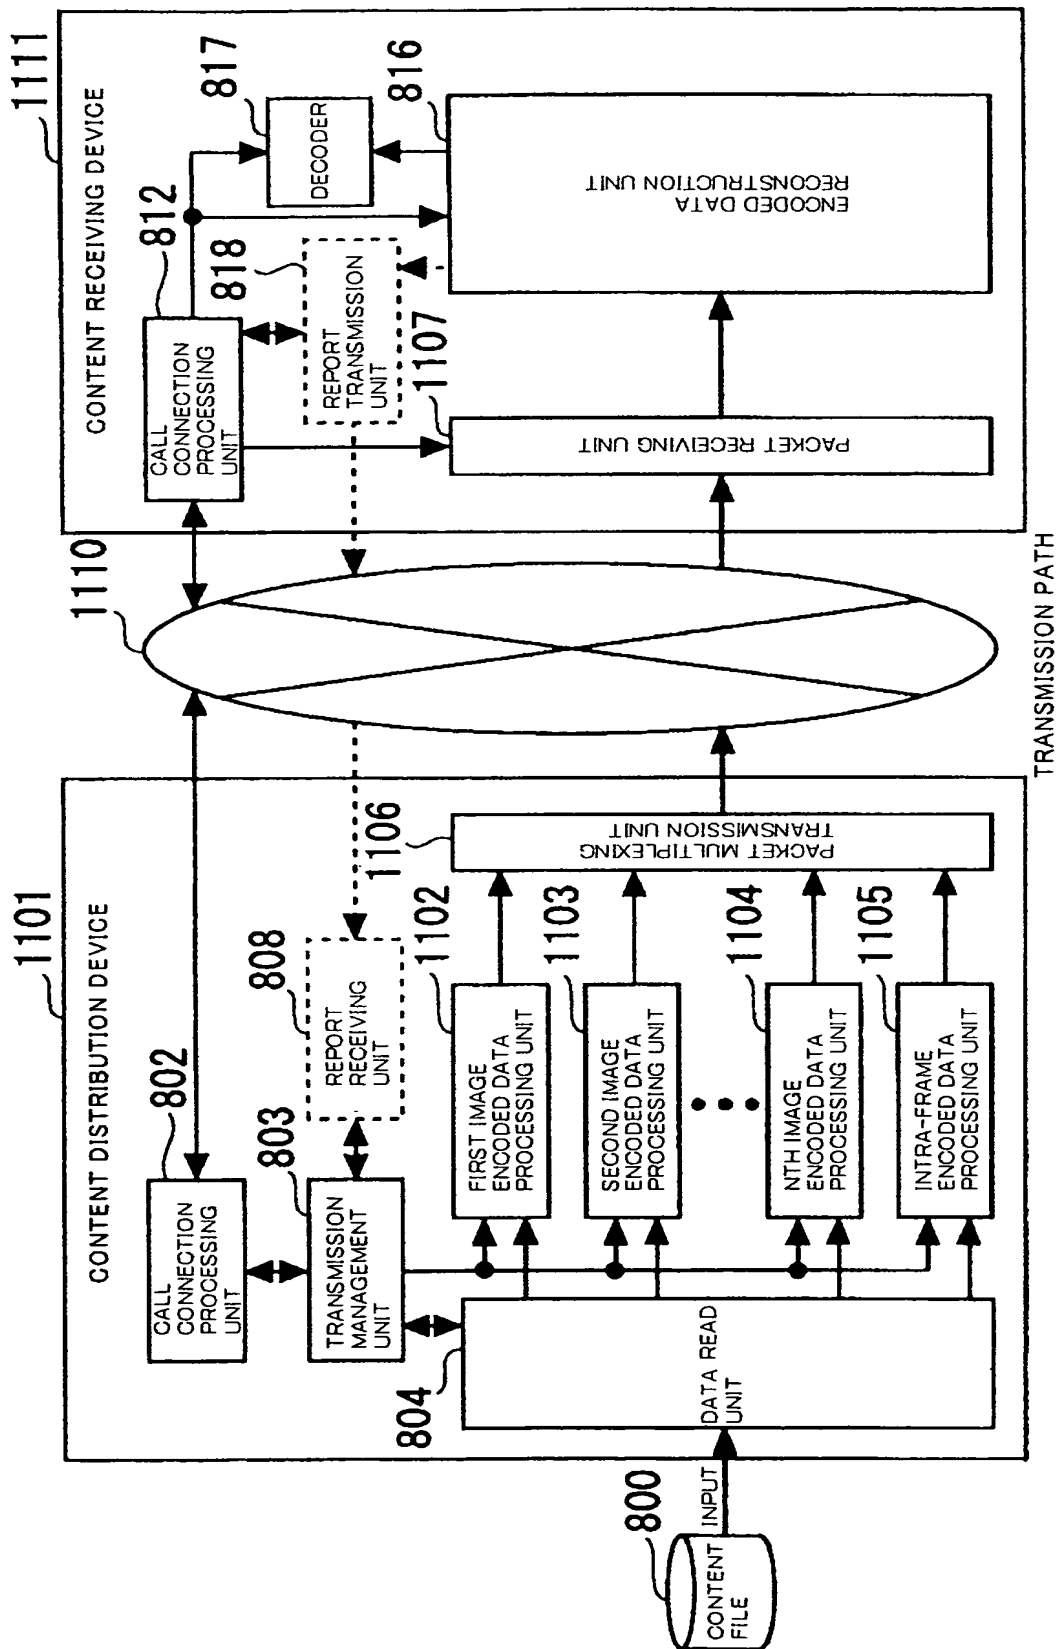 1101
CONTENT DISTRIBUTION DEVICE
802
CALL
CONNECTION
PROCESSING
UNIT
803
TRANSMISSION
MANAGEMENT
UNIT
808
REPORT
RECEIVING
UNIT
804
DATA READ
UNIT
800
CONTENT
FILE
INPUT
1102
FIRST IMAGE
ENCODED DATA
PROCESSING UNIT
1103
SECOND IMAGE
ENCODED DATA
PROCESSING UNIT
1104
NTH IMAGE
ENCODED DATA
PROCESSING UNIT
1105
INTRA-FRAME
ENCODED DATA
PROCESSING UNIT
1106
PACKET MULTIPLEXING
TRANSMISSION UNIT
1110
TRANSMISSION PATH
1111
CONTENT RECEIVING DEVICE
812
CALL
CONNECTION
PROCESSING
UNIT
818
REPORT
TRANSMISSION
UNIT
817
DECODER
1107
PACKET RECEIVING UNIT
816
ENCODED DATA
RECONSTRUCTION UNIT